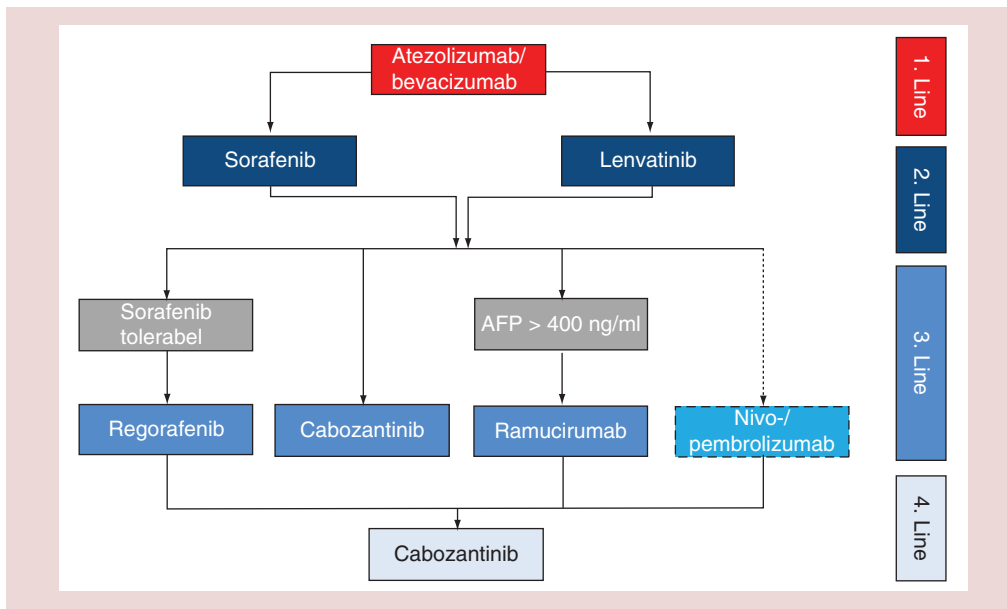 Atezolizumab/
bevacizumab
1. Line
Sorafenib
Lenvatinib
2. Line
Sorafenib
tolerabel
AFP > 400 ng/ml
3. Line
Regorafenib
Cabozantinib
Ramucirumab
Nivo-/
pembrolizumab
4. Line
Cabozantinib